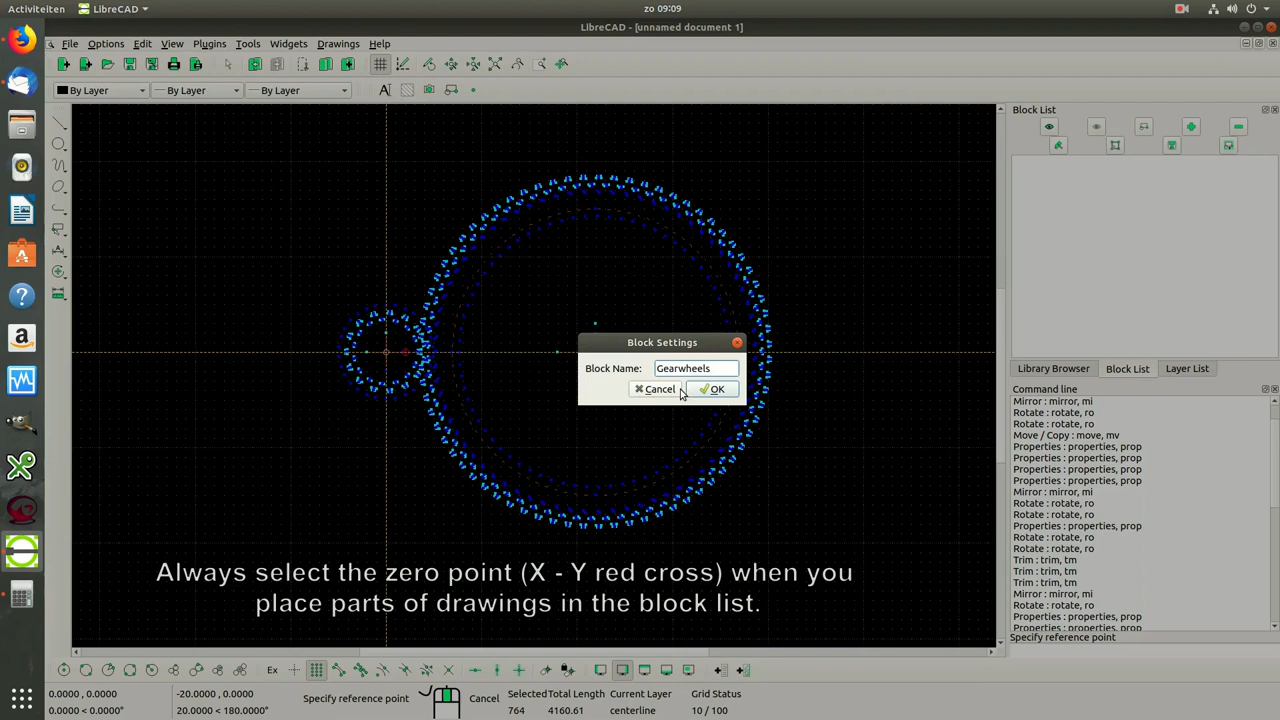 Activiteiten
LibreCAD
zo 09:09
LibreCAD - [unnamed document 1]
File Options Edit View Plugins Tools Widgets Drawings Help
By Layer
By Layer
By Layer
Block List
Block Settings
Block Name: Gearwheels
Cancel OK
Library Browser Block List Layer List
Command line
Mirror : mirror, mi
Rotate : rotate, ro
Rotate : rotate, ro
Move / Copy : move, mv
Properties : properties, prop
Properties : properties, prop
Properties : properties, prop
Properties : properties, prop
Mirror : mirror, mi
Rotate : rotate, ro
Rotate : rotate, ro
Properties : properties, prop
Rotate : rotate, ro
Rotate : rotate, ro
Trim : trim, tm
Trim : trim, tm
Trim : trim, tm
Mirror : mirror, mi
Rotate : rotate, ro
Properties : properties, prop
Properties : properties, prop
Specify reference point
Always select the zero point (X - Y red cross) when you
place parts of drawings in the block list.
Ex
0.0000 , 0.0000
0.0000 < 0.0000°
-20.0000 , 0.0000
20.0000 < 180.0000°
Specify reference point
Cancel
Selected
764
Total Length
4160.61
Current Layer
centerline
Grid Status
10 / 100